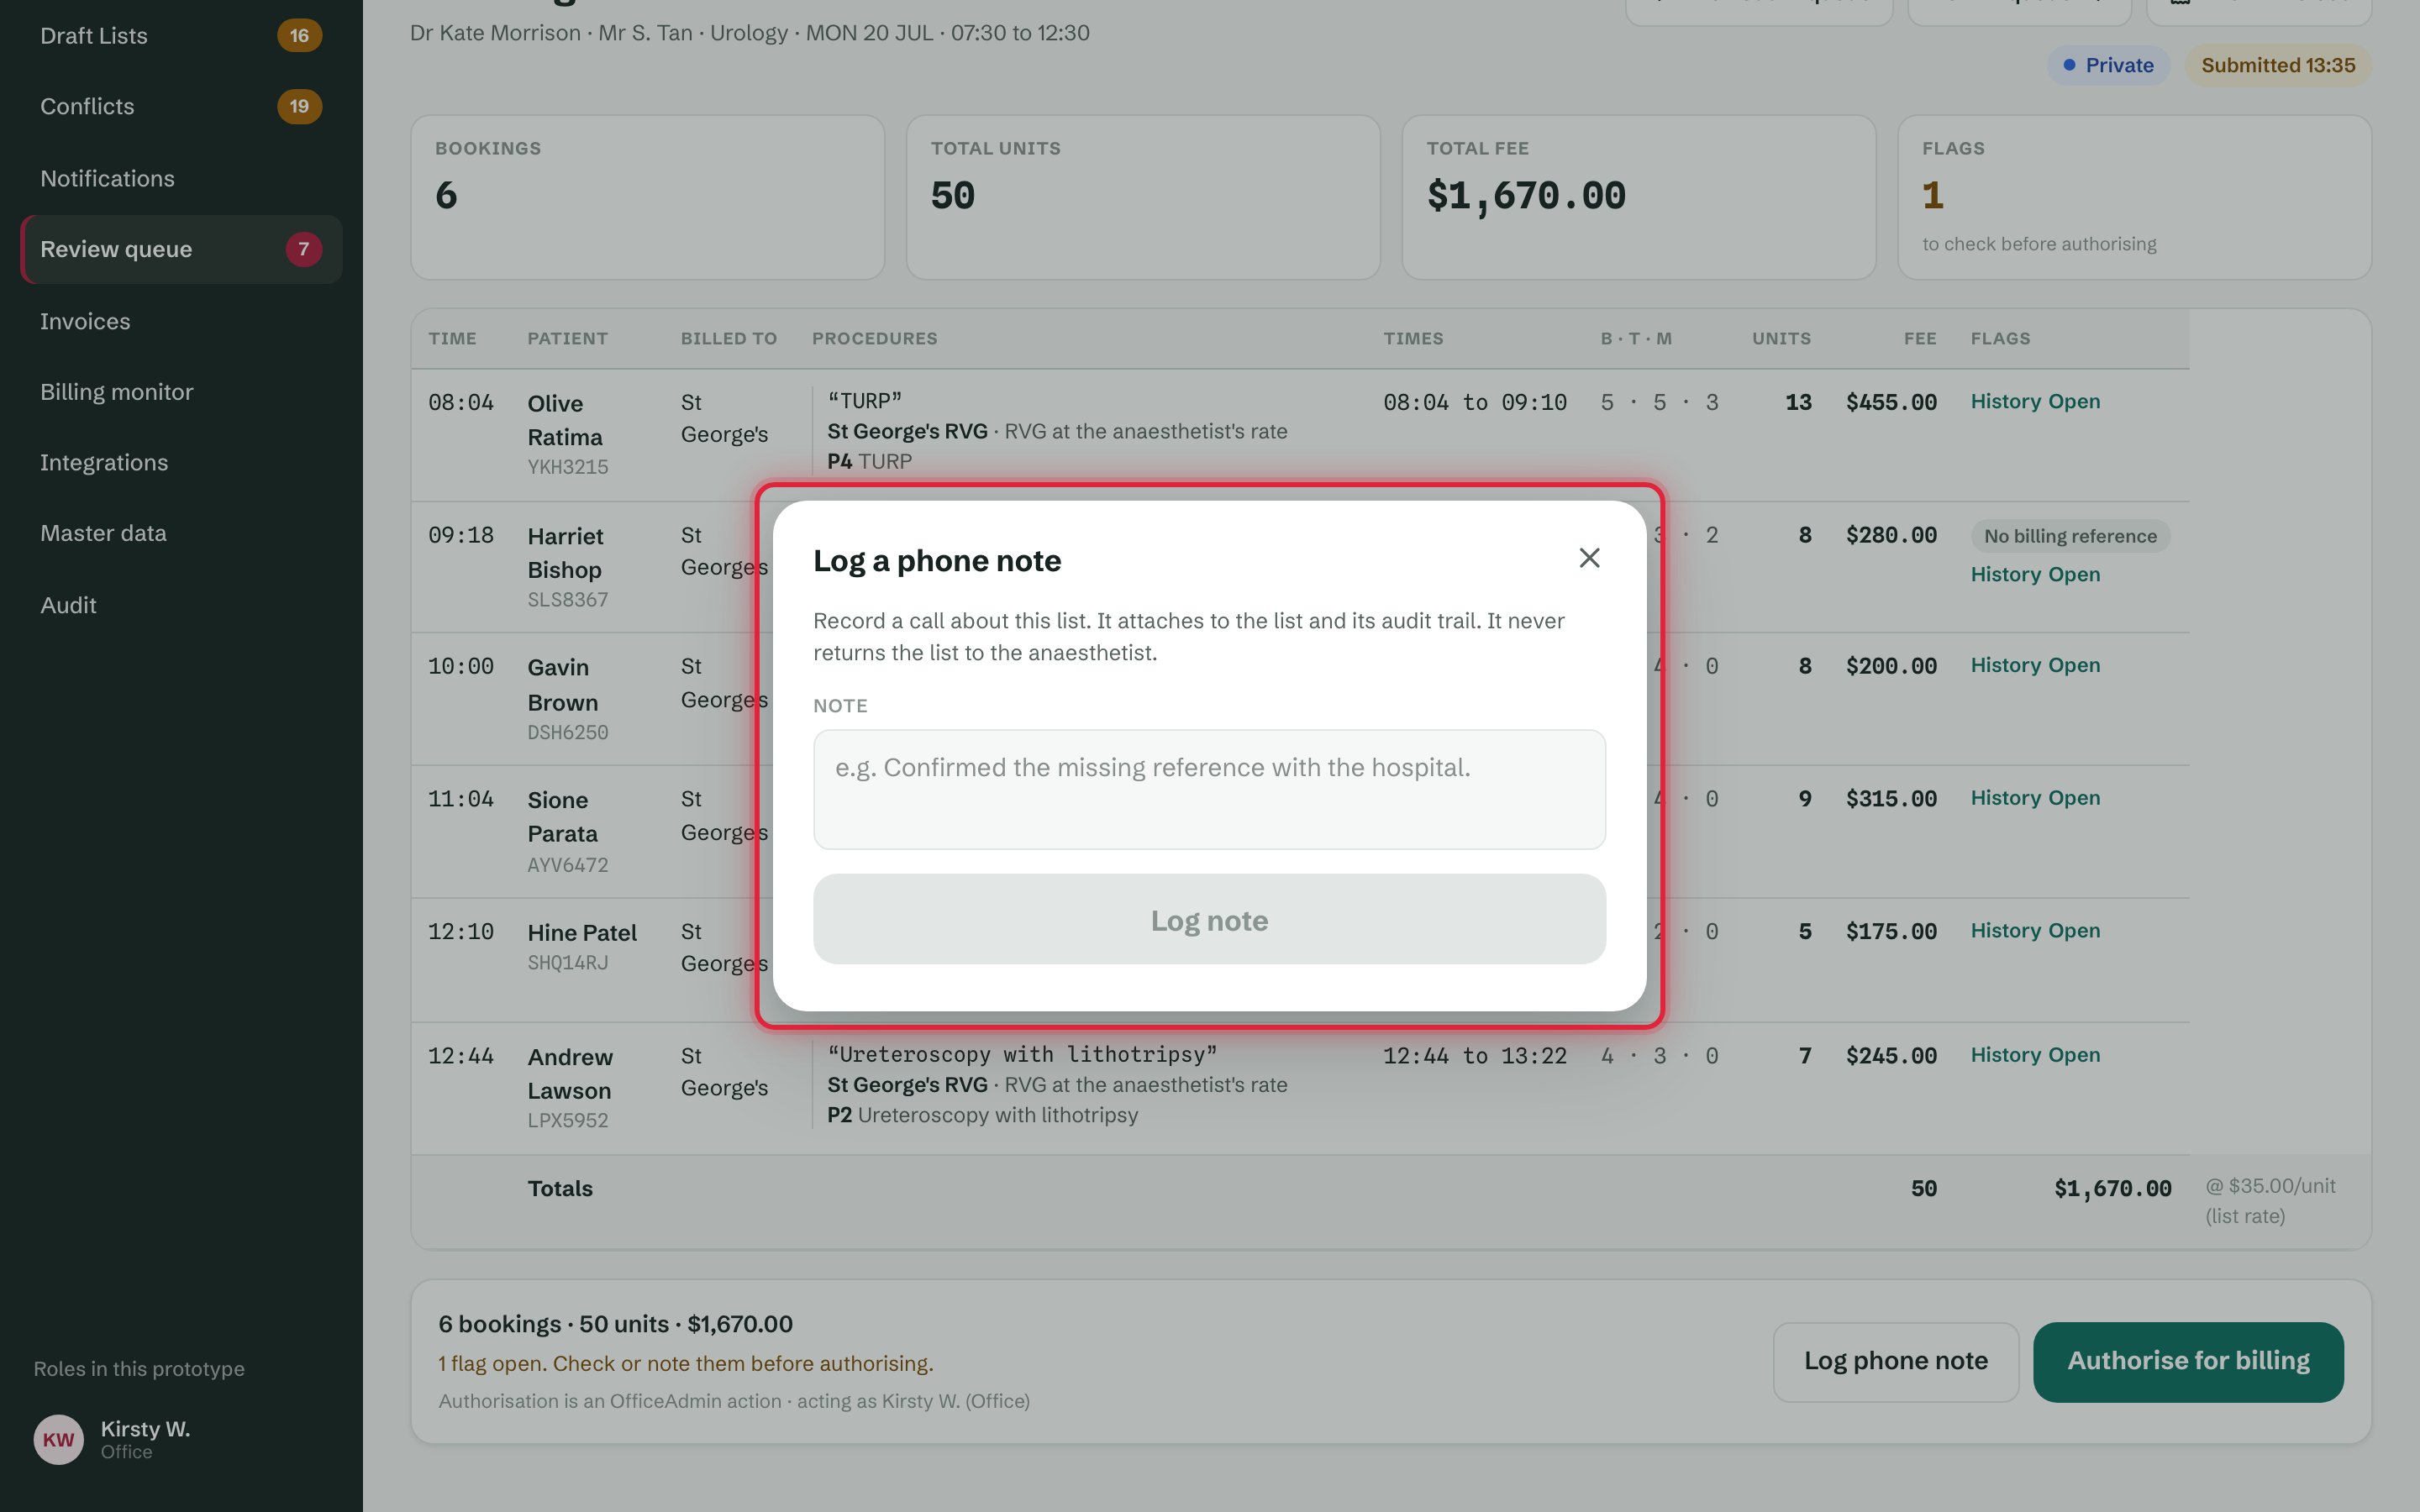 Draft Lists 16
Conflicts 19
Notifications
Review queue 7
Invoices
Billing monitor
Integrations
Master data
Audit
Roles in this prototype
KW Kirsty W.
Office
Dr Kate Morrison · Mr S. Tan · Urology · MON 20 JUL · 07:30 to 12:30
Private Submitted 13:35
BOOKINGS
6
TOTAL UNITS
50
TOTAL FEE
$1,670.00
FLAGS
1
to check before authorising
TIME PATIENT BILLED TO PROCEDURES TIMES B · T · M UNITS FEE FLAGS
08:04 Olive St “TURP” 08:04 to 09:10 5 · 5 · 3 13 $455.00 History Open
Ratima George's St George's RVG · RVG at the anaesthetist's rate
YKH3215 P4 TURP
09:18 Harriet St 3 · 2 8 $280.00 No billing reference
Bishop George's History Open
SLS8367
10:00 Gavin St 4 · 0 8 $200.00 History Open
Brown George's
DSH6250
11:04 Sione St 4 · 0 9 $315.00 History Open
Parata George's
AYV6472
12:10 Hine Patel St 2 · 0 5 $175.00 History Open
SHQ14RJ George's
12:44 Andrew St “Ureteroscopy with lithotripsy” 12:44 to 13:22 4 · 3 · 0 7 $245.00 History Open
Lawson George's St George's RVG · RVG at the anaesthetist's rate
LPX5952 P2 Ureteroscopy with lithotripsy
Totals 50 $1,670.00 @ $35.00/unit
(list rate)
Log a phone note
Record a call about this list. It attaches to the list and its audit trail. It never
returns the list to the anaesthetist.
NOTE
e.g. Confirmed the missing reference with the hospital.
Log note
6 bookings · 50 units · $1,670.00
1 flag open. Check or note them before authorising.
Authorisation is an OfficeAdmin action · acting as Kirsty W. (Office)
Log phone note
Authorise for billing